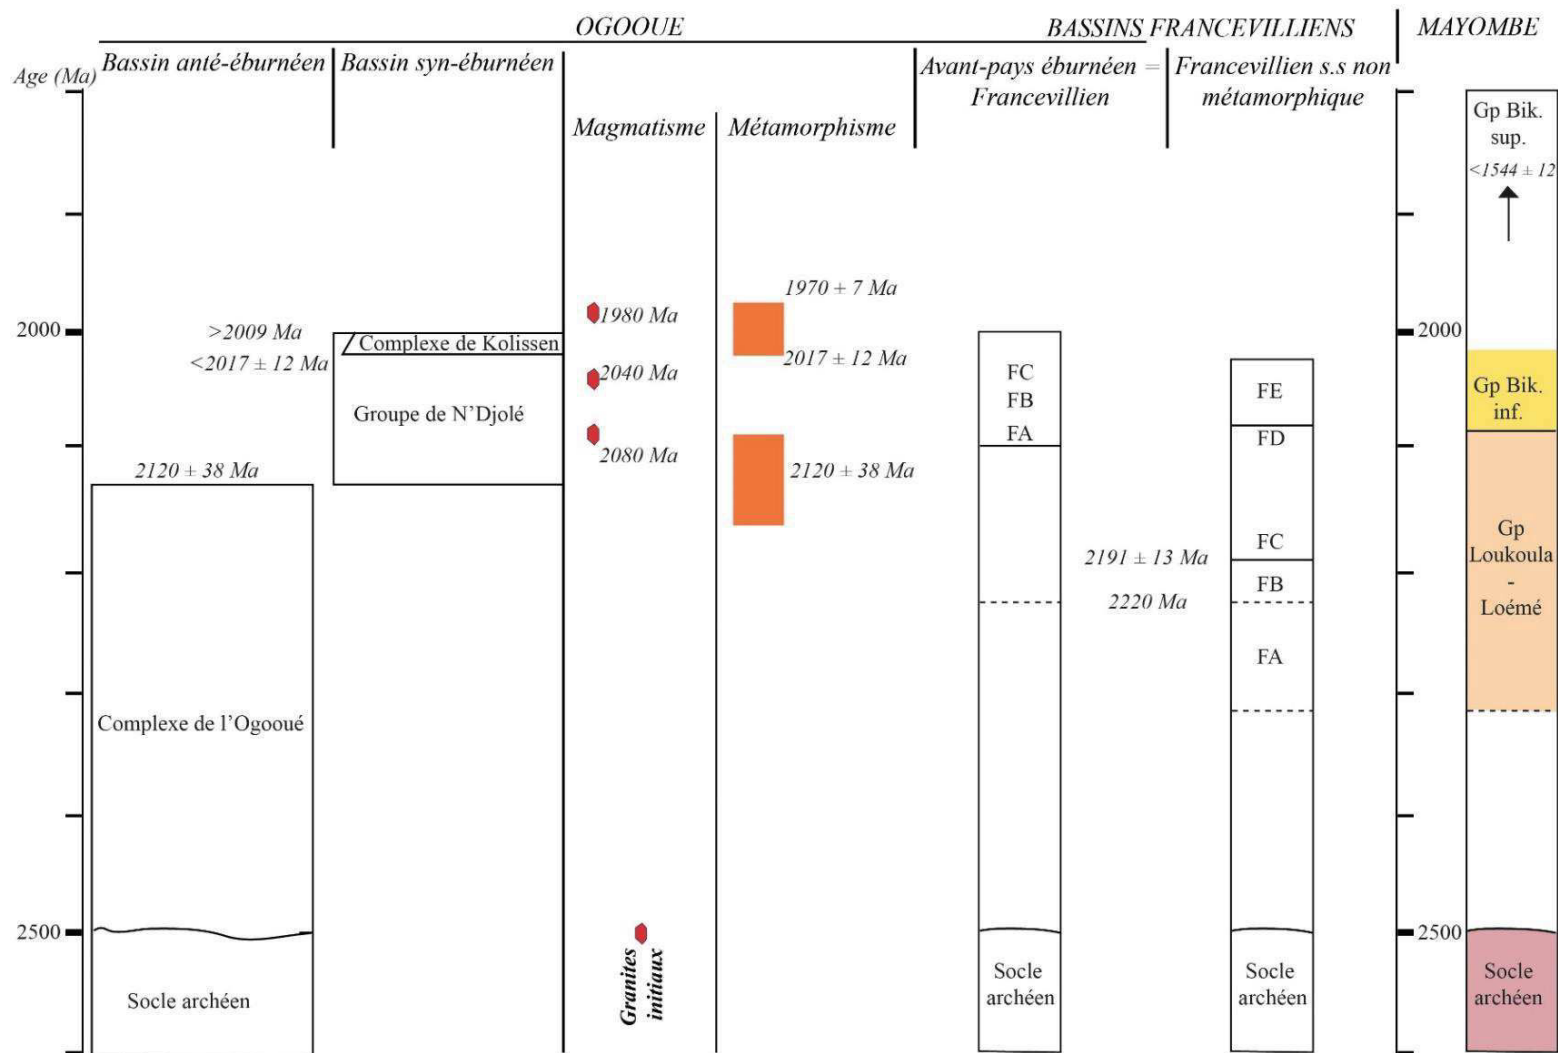 OGOOUE
BASSINS FRANCEVILLIENS
MAYOMBE
Age (Ma)
Bassin anté-éburnéen
Bassin syn-éburnéen
Magmatisme
Métamorphisme
Avant-pays éburnéen =
Francevillien
Francevillien s.s non
métamorphique
2000
2500
>2009 Ma
<2017 ± 12 Ma
2120 ± 38 Ma
Complexe de l'Ogooué
Socle archéen
Complexe de Kolissen
Groupe de N'Djolé
1980 Ma
2040 Ma
2080 Ma
Granites
initiaux
1970 ± 7 Ma
2017 ± 12 Ma
2120 ± 38 Ma
FC
FB
FA
Socle
archéen
2191 ± 13 Ma
2220 Ma
FE
FD
FC
FB
FA
Socle
archéen
2000
2500
Gp Bik.
sup.
<1544 ± 12
Gp Bik.
inf.
Gp
Loukoula
-
Loémé
Socle
archéen